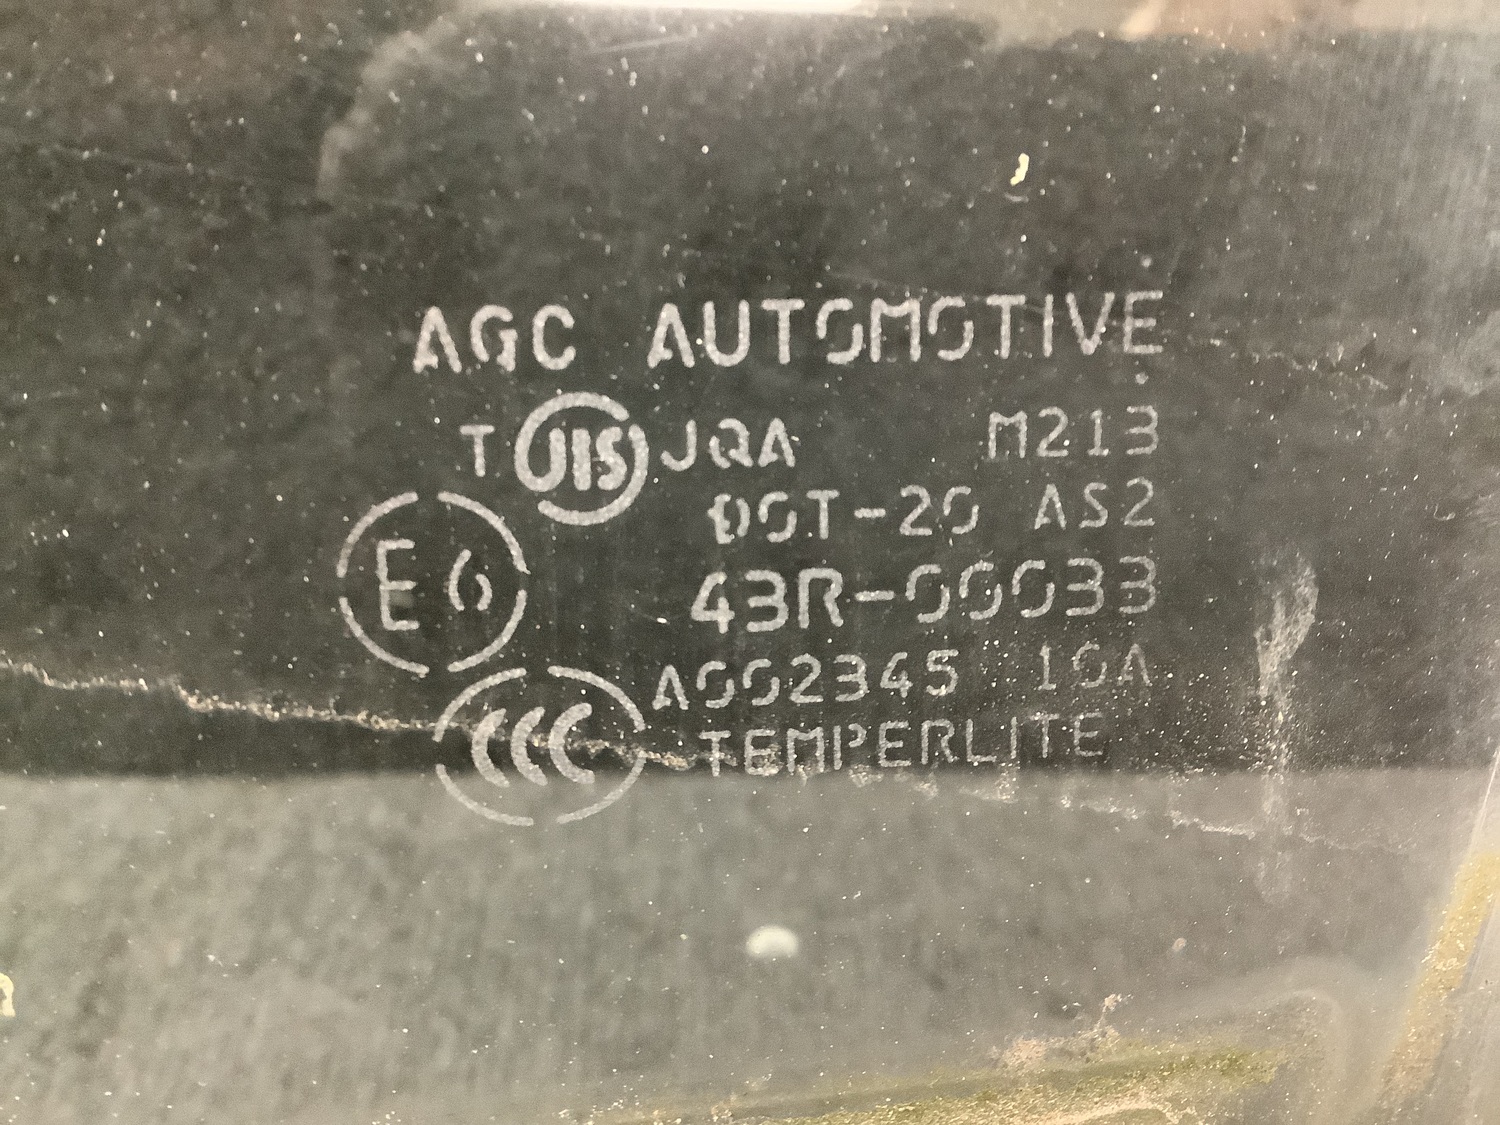 AGC AUTOMOTIVE
T JIS JQA M213
DOT-20 AS2
E6
43R-00033
A002345 10A
CCC
TEMPERLITE